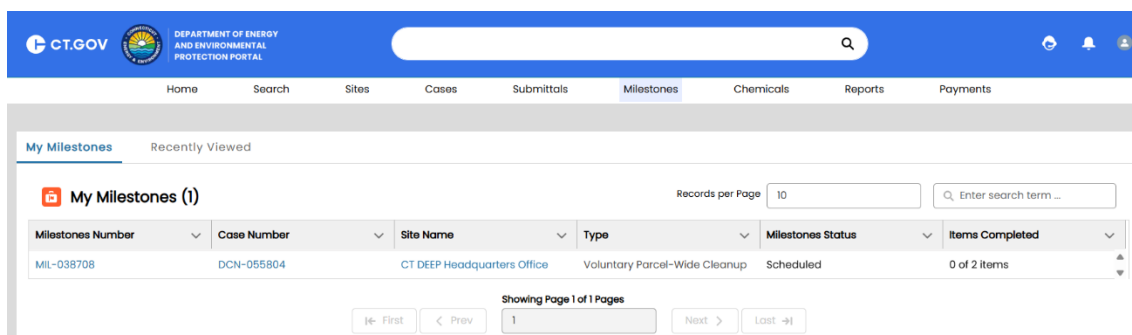 CT.GOV
DEPARTMENT OF ENERGY
AND ENVIRONMENTAL
PROTECTION PORTAL
Home Search Sites Cases Submittals Milestones Chemicals Reports Payments
My Milestones Recently Viewed
My Milestones (1) Records per Page 10 Enter search term ...
Milestones Number Case Number Site Name Type Milestones Status Items Completed
MIL-038708 DCN-055804 CT DEEP Headquarters Office Voluntary Parcel-Wide Cleanup Scheduled 0 of 2 items
Showing Page 1 of 1 Pages
First Prev 1 Next Last